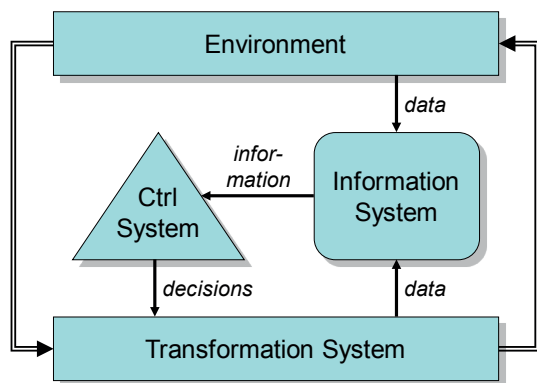 Environment
data
infor-
mation
Information
System
Ctrl
System
decisions
data
Transformation System